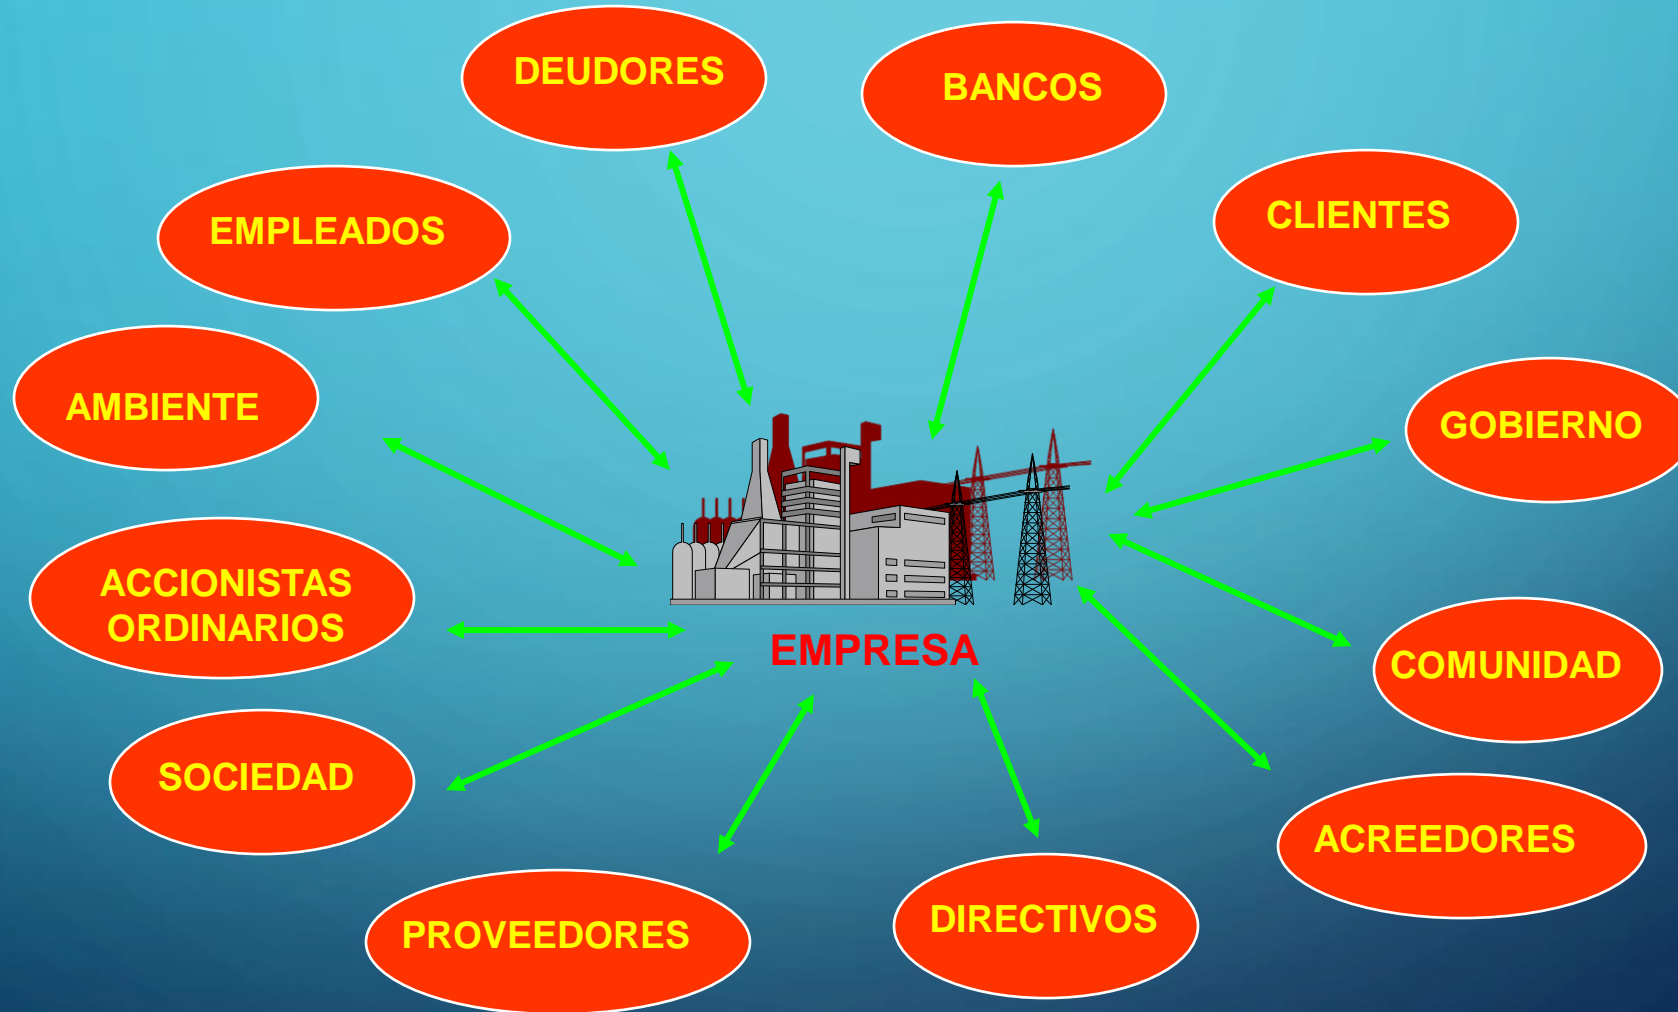 DEUDORES
BANCOS
EMPLEADOS
CLIENTES
AMBIENTE
GOBIERNO
ACCIONISTAS
ORDINARIOS
EMPRESA
COMUNIDAD
SOCIEDAD
ACREEDORES
PROVEEDORES
DIRECTIVOS